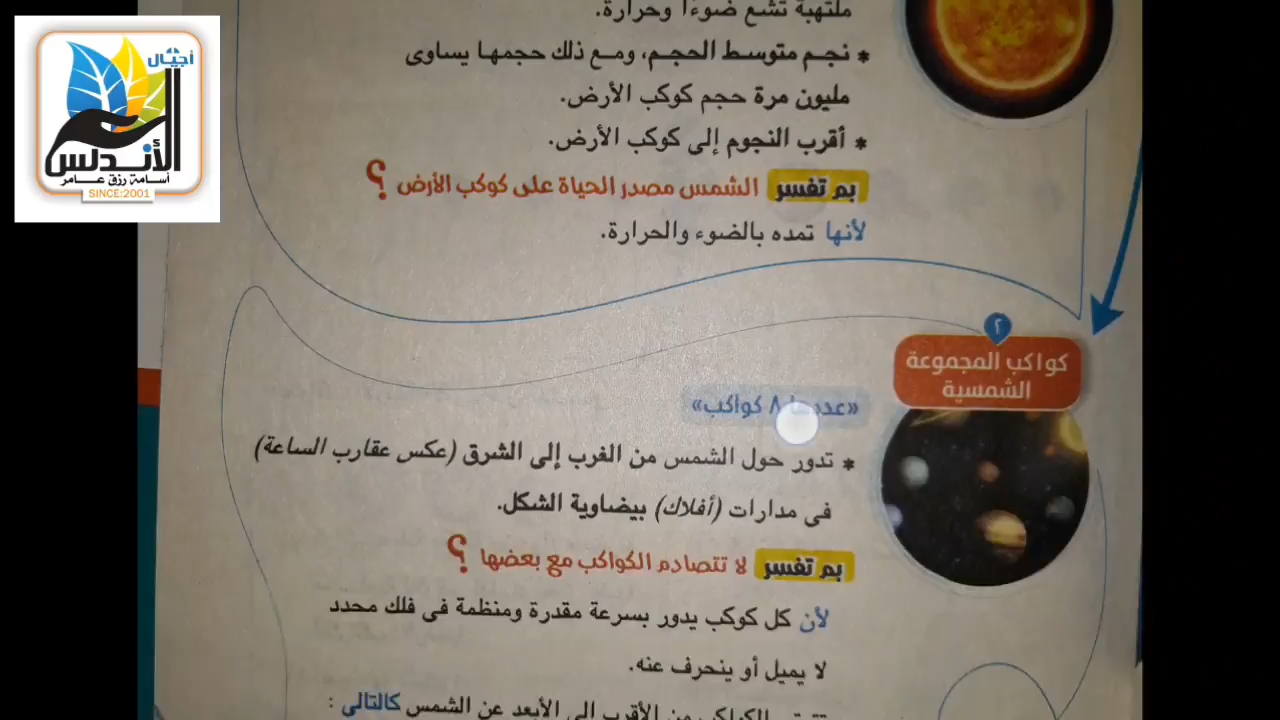 أجيال
الأندلس
أسامة رزق عامر
SINCE:2001
ملتهبة تشع ضوءًا وحرارة.
* نجم متوسط الحجم، ومع ذلك حجمها يساوى
مليون مرة حجم كوكب الأرض.
* أقرب النجوم إلى كوكب الأرض.
بم تفسر الشمس مصدر الحياة على كوكب الأرض ؟
لأنها تمده بالضوء والحرارة.
٢
كواكب المجموعة
الشمسية
«عددها ٨ كواكب»
* تدور حول الشمس من الغرب إلى الشرق (عكس عقارب الساعة)
فى مدارات (أفلاك) بيضاوية الشكل.
بم تفسر لا تتصادم الكواكب مع بعضها ؟
لأن كل كوكب يدور بسرعة مقدرة ومنظمة فى فلك محدد
لا يميل أو ينحرف عنه.
الكواكب من الأقرب إلى الأبعد عن الشمس كالتالى :